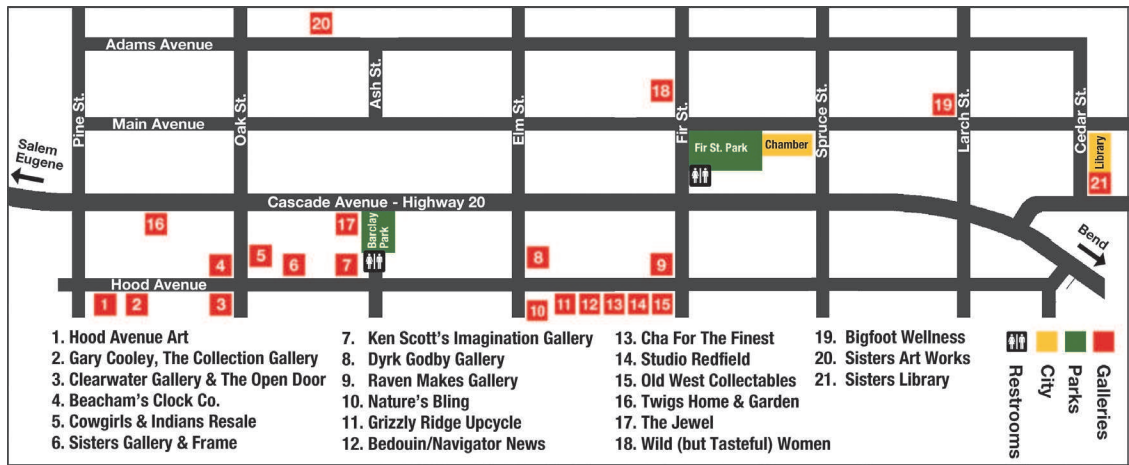 20
Adams Avenue
Pine St.
Oak St.
Ash St.
Elm St.
18
Fir St.
Spruce St.
19
Larch St.
Cedar St.
Main Avenue
Salem
Eugene
Fir St. Park
Chamber
Library
21
Cascade Avenue - Highway 20
16
17
Barclay
Park
Bend
4
5
6
7
8
9
Hood Avenue
1
2
3
10
11
12
13
14
15
1. Hood Avenue Art
2. Gary Cooley, The Collection Gallery
3. Clearwater Gallery & The Open Door
4. Beacham's Clock Co.
5. Cowgirls & Indians Resale
6. Sisters Gallery & Frame
7. Ken Scott's Imagination Gallery
8. Dyrk Godby Gallery
9. Raven Makes Gallery
10. Nature's Bling
11. Grizzly Ridge Upcycle
12. Bedouin/Navigator News
13. Cha For The Finest
14. Studio Redfield
15. Old West Collectables
16. Twigs Home & Garden
17. The Jewel
18. Wild (but Tasteful) Women
19. Bigfoot Wellness
20. Sisters Art Works
21. Sisters Library
Galleries
Parks
City
Restrooms